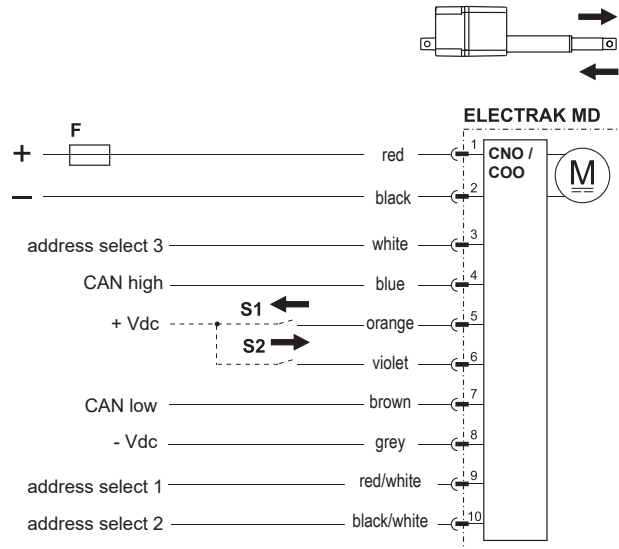 ELECTRAK MD
F
+ red 1 CNO /
COO
M
− black 2
address select 3 white 3
CAN high blue 4
S1
+ Vdc orange 5
S2
violet 6
CAN low brown 7
- Vdc grey 8
address select 1 red/white 9
address select 2 black/white 10